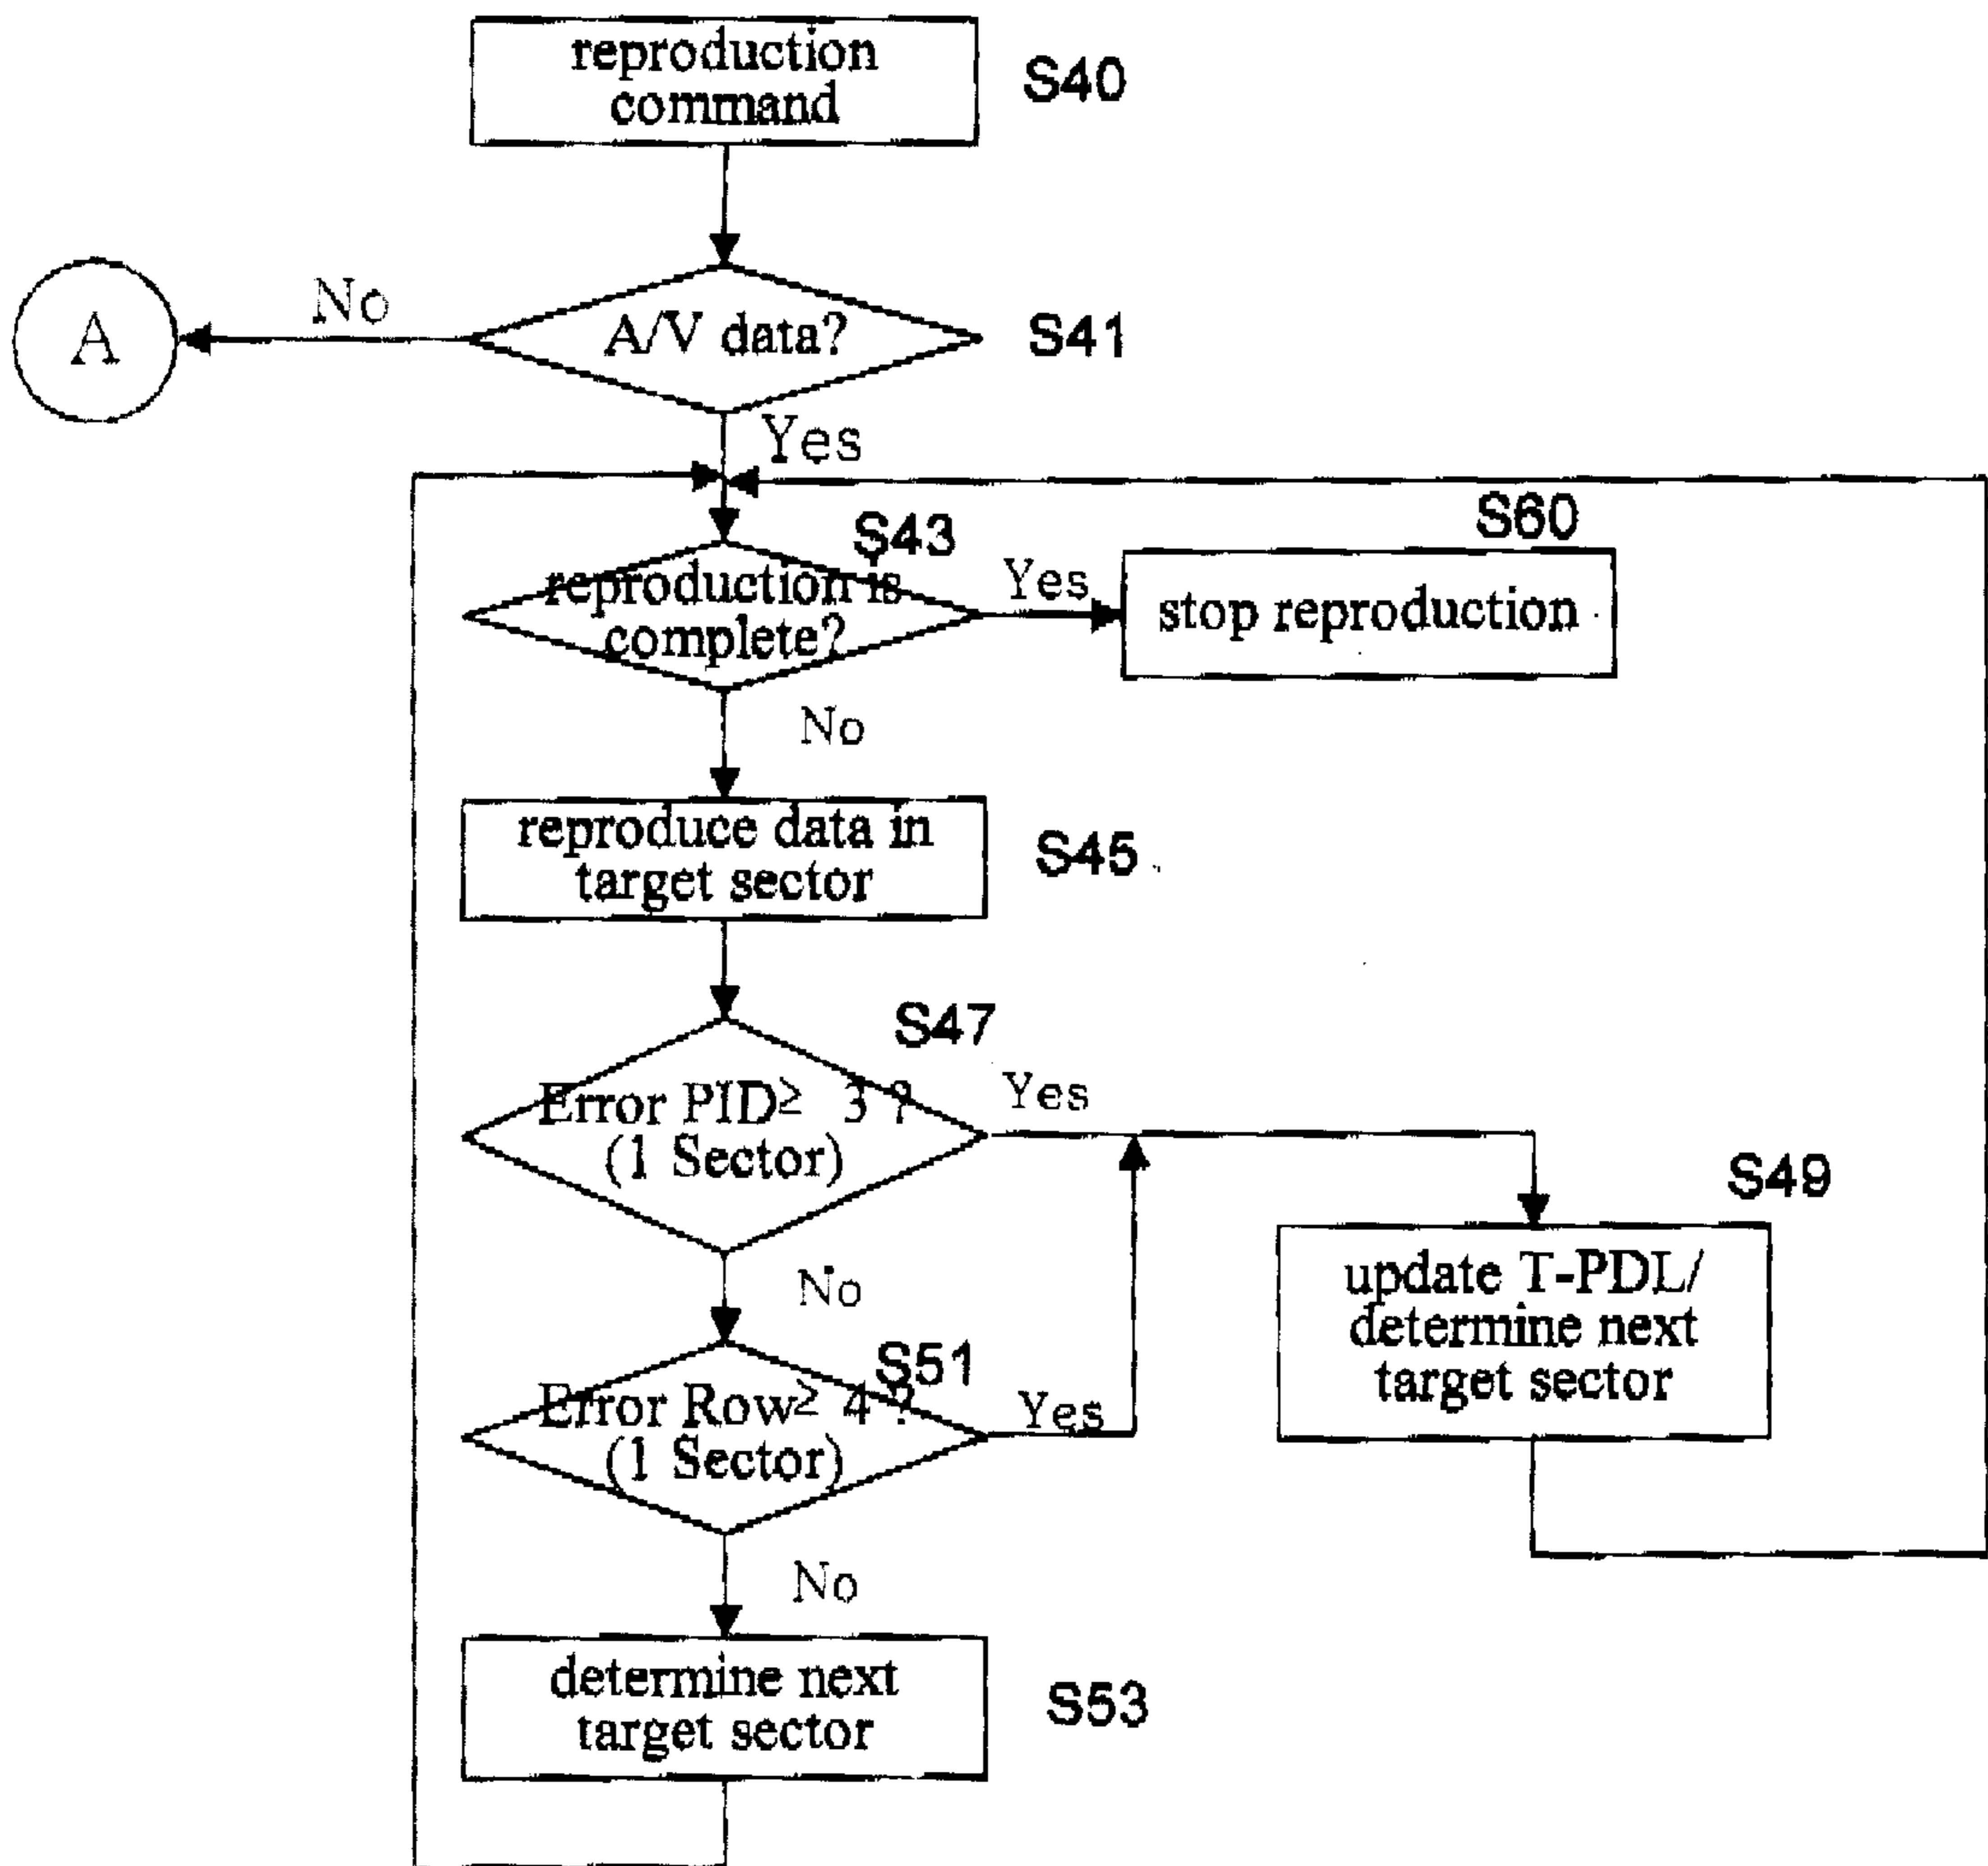 reproduction
command
S40
A
No
A/V data?
S41
Yes
S43
S60
reproduction is
complete?
Yes
stop reproduction
No
reproduce data in
target sector
S45
S47
Error PID≥ 3 ?
(1 Sector)
Yes
S49
No
update T-PDL/
determine next
target sector
S51
Error Row≥ 4 ?
(1 Sector)
Yes
No
determine next
target sector
S53